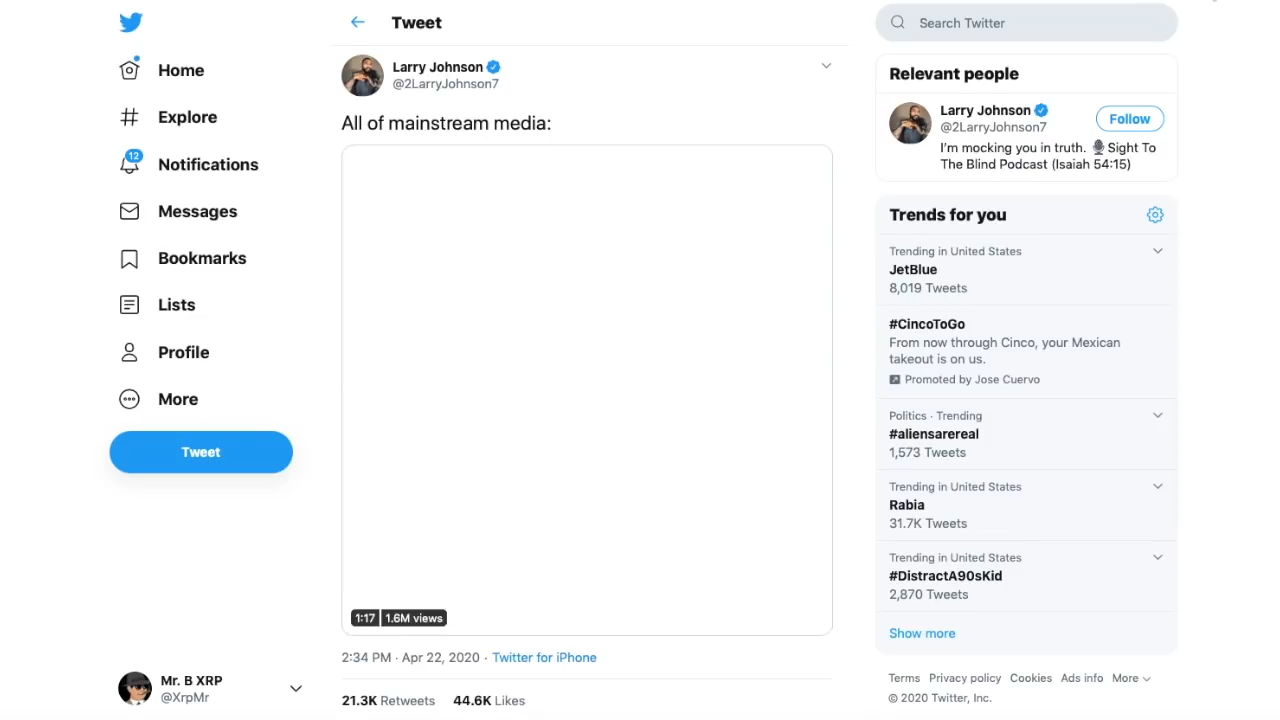 Home
Explore
12
Notifications
Messages
Bookmarks
Lists
Profile
More
Tweet
Mr. B XRP
@XrpMr
Tweet
Larry Johnson
@2LarryJohnson7
All of mainstream media:
1:17 1.6M views
2:34 PM · Apr 22, 2020 · Twitter for iPhone
21.3K Retweets 44.6K Likes
Search Twitter
Relevant people
Larry Johnson
@2LarryJohnson7
Follow
I'm mocking you in truth. 🎙Sight To
The Blind Podcast (Isaiah 54:15)
Trends for you
Trending in United States
JetBlue
8,019 Tweets
#CincoToGo
From now through Cinco, your Mexican
takeout is on us.
Promoted by Jose Cuervo
Politics · Trending
#aliensarereal
1,573 Tweets
Trending in United States
Rabia
31.7K Tweets
Trending in United States
#DistractA90sKid
2,870 Tweets
Show more
Terms Privacy policy Cookies Ads info More
© 2020 Twitter, Inc.